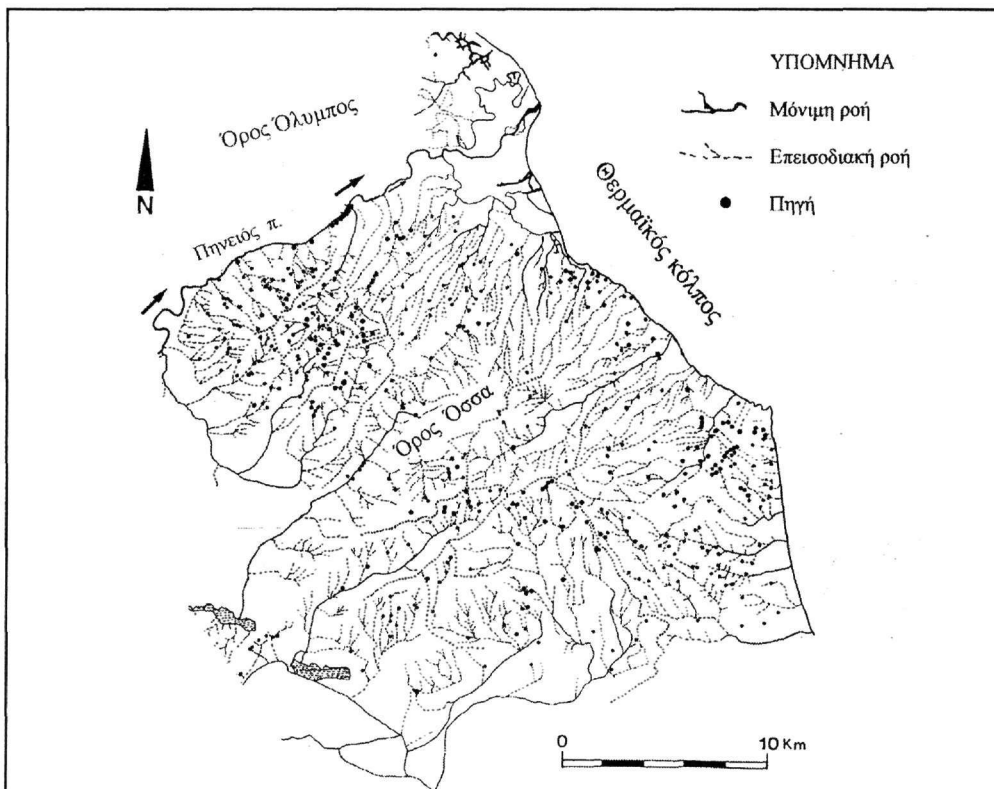 ΥΠΟΜΝΗΜΑ
Μόνιμη ροή
Επεισοδιακή ροή
Πηγή
Όρος Όλυμπος
N
Πηνειός π.
Θερμαϊκός κόλπος
Όρος Όσσα
0 10 Km